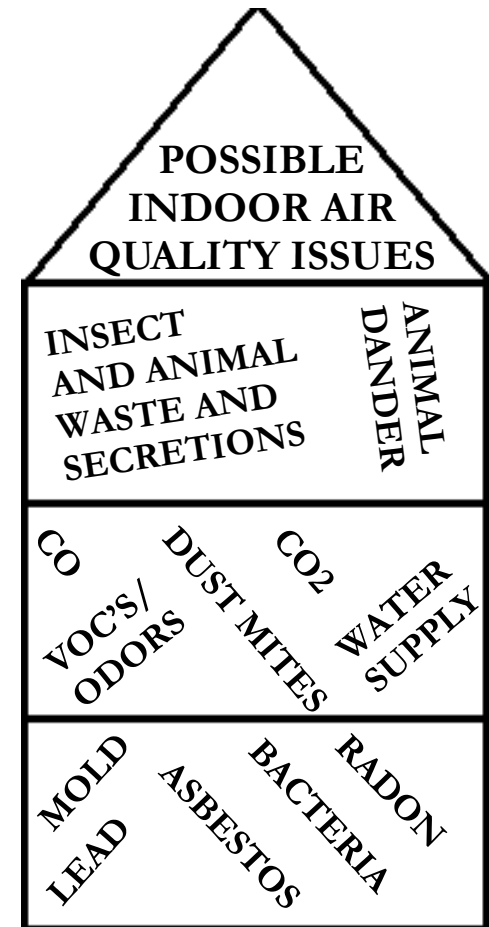 POSSIBLE
INDOOR AIR
QUALITY ISSUES
INSECT
AND ANIMAL
WASTE AND
SECRETIONS
ANIMAL
DANDER
CO
VOC'S/
ODORS
DUST MITES
CO2
WATER
SUPPLY
MOLD
LEAD
ASBESTOS
BACTERIA
RADON